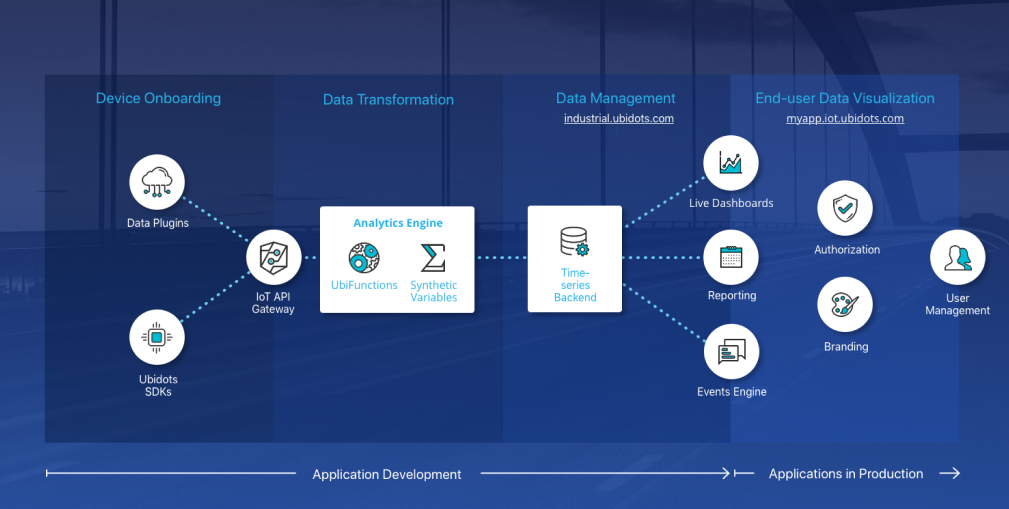 Device Onboarding
Data Transformation
Data Management
industrial.ubidots.com
End-user Data Visualization
myapp.iot.ubidots.com
Data Plugins
IoT API
Gateway
Ubidots
SDKs
Analytics Engine
UbiFunctions
Synthetic
Variables
Time-
series
Backend
Live Dashboards
Reporting
Events Engine
Authorization
Branding
User
Management
Application Development
Applications in Production